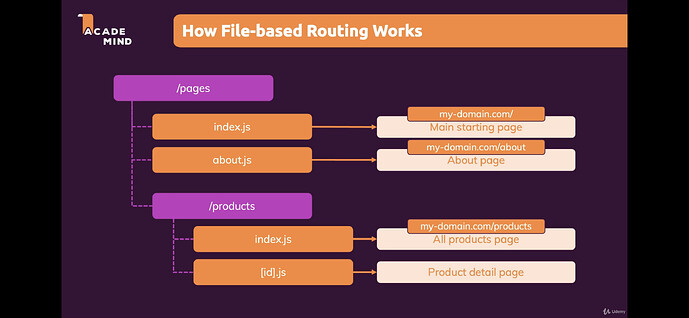 ACADE
MIND
How File-based Routing Works
/pages
index.js
my-domain.com/
Main starting page
about.js
my-domain.com/about
About page
/products
index.js
my-domain.com/products
All products page
[id].js
Product detail page
Udemy